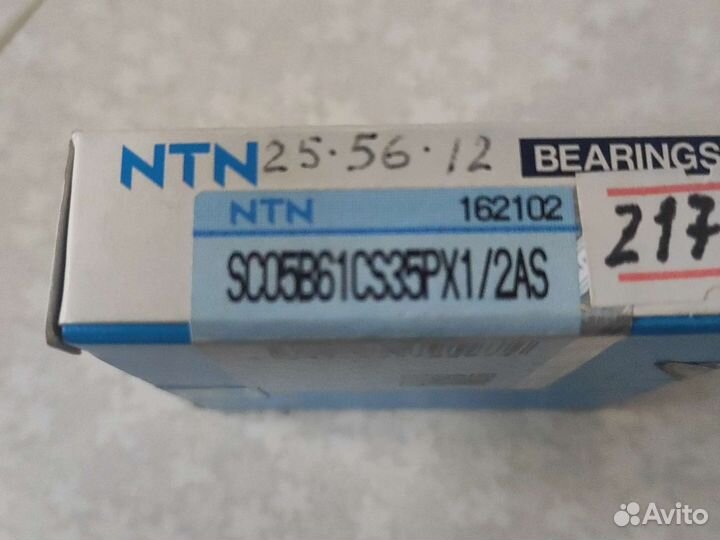 NTN 25·56·12 BEARINGS
NTN 162102
217
SC05B61CS35PX1/2AS
Avito